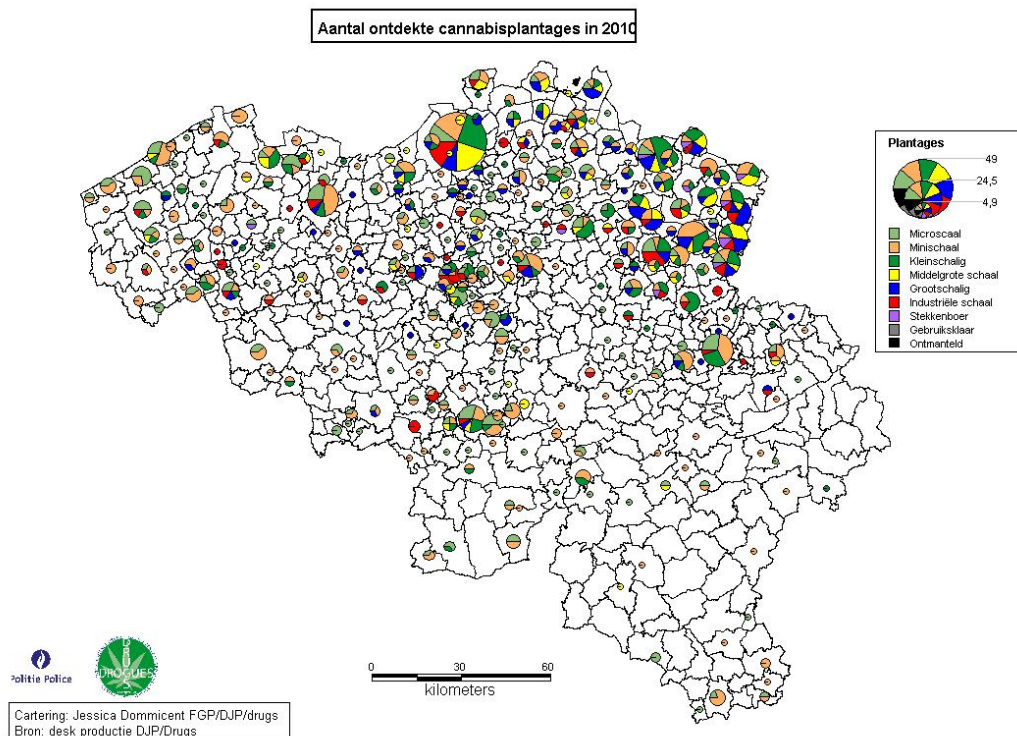 Aantal ontdekte cannabisplantages in 2010
Plantages
49
24,5
4,9
Microscaal
Minischaal
Kleinschalig
Middelgrote schaal
Grootschalig
Industriële schaal
Stekkenboer
Gebruiksklaar
Ontmanteld
0 30 60
kilometers
Politie Police
DRUGS
DROGUES
Cartering: Jessica Dommicent FGP/DJP/drugs
Bron: desk productie DJP/Drugs